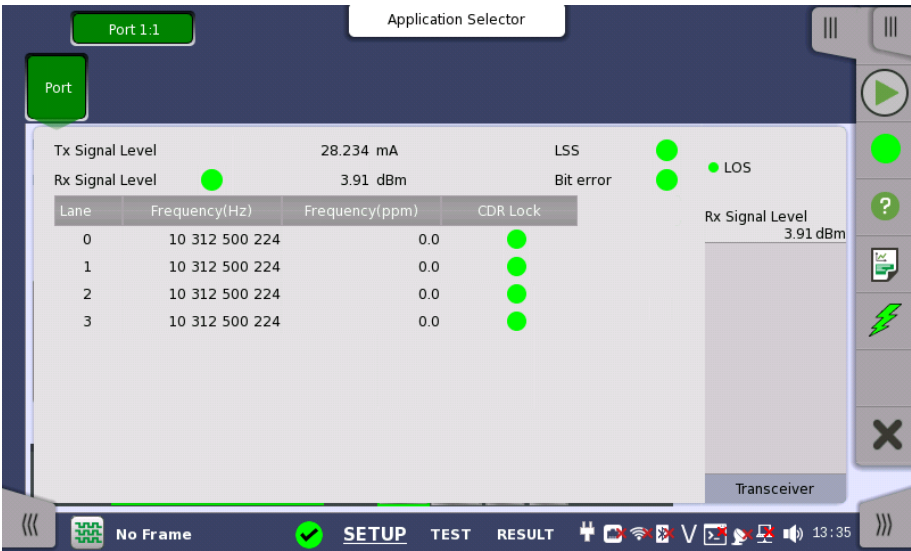 Application Selector
Port 1:1
Port
Tx Signal Level 28.234 mA LSS
Rx Signal Level 3.91 dBm Bit error
LOS
Lane Frequency(Hz) Frequency(ppm) CDR Lock
0 10 312 500 224 0.0
1 10 312 500 224 0.0
2 10 312 500 224 0.0
3 10 312 500 224 0.0
Rx Signal Level
3.91 dBm
Transceiver
No Frame SETUP TEST RESULT V 13:35